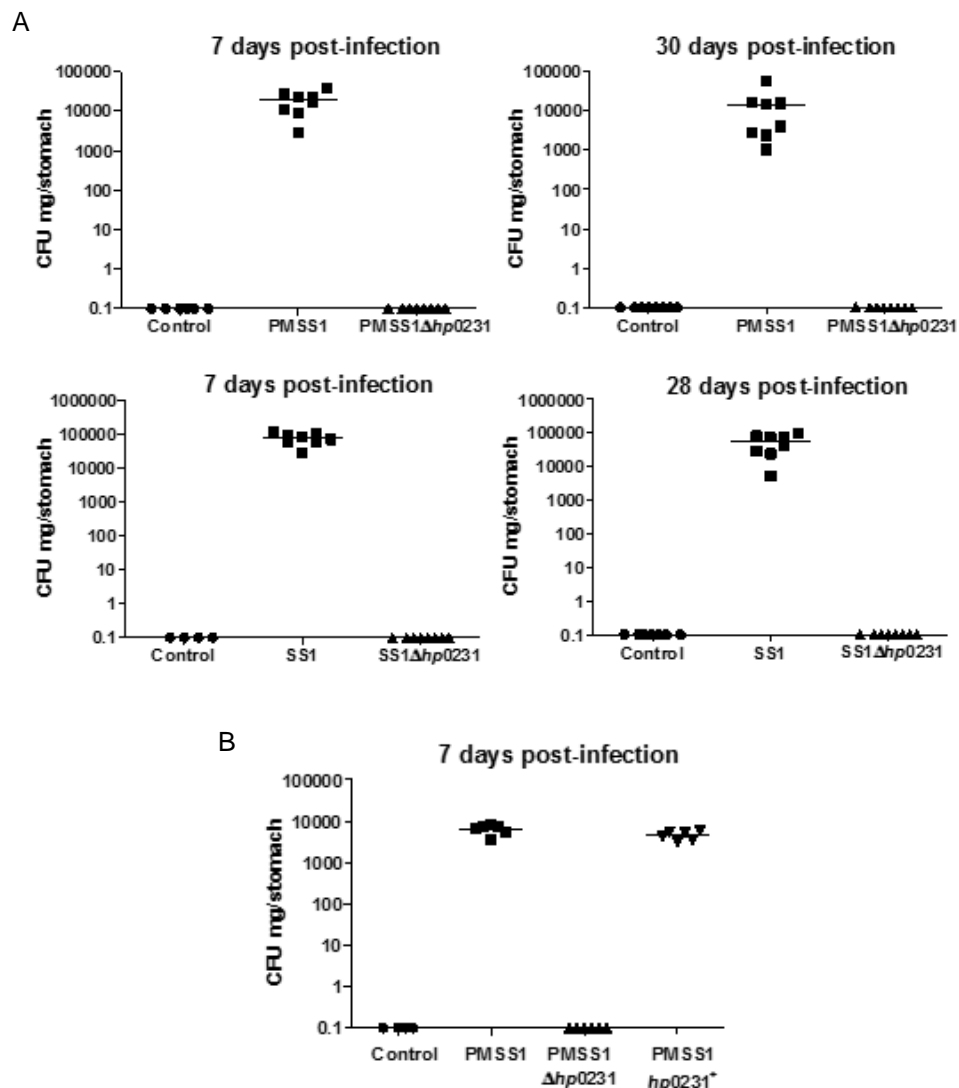 A
7 days post-infection
CFU mg/stomach
100000
10000
1000
100
10
1
0.1
Control PMSS1 PMSS1Δhp0231
30 days post-infection
CFU mg/stomach
100000
10000
1000
100
10
1
0.1
Control PMSS1 PMSS1Δhp0231
7 days post-infection
CFU mg/stomach
1000000
100000
10000
1000
100
10
1
0.1
Control SS1 SS1Δhp0231
28 days post-infection
CFU mg/stomach
1000000
100000
10000
1000
100
10
1
0.1
Control SS1 SS1Δhp0231
B
7 days post-infection
CFU mg/stomach
100000
10000
1000
100
10
1
0.1
Control PMSS1 PMSS1 PMSS1
Δhp0231 hp0231+